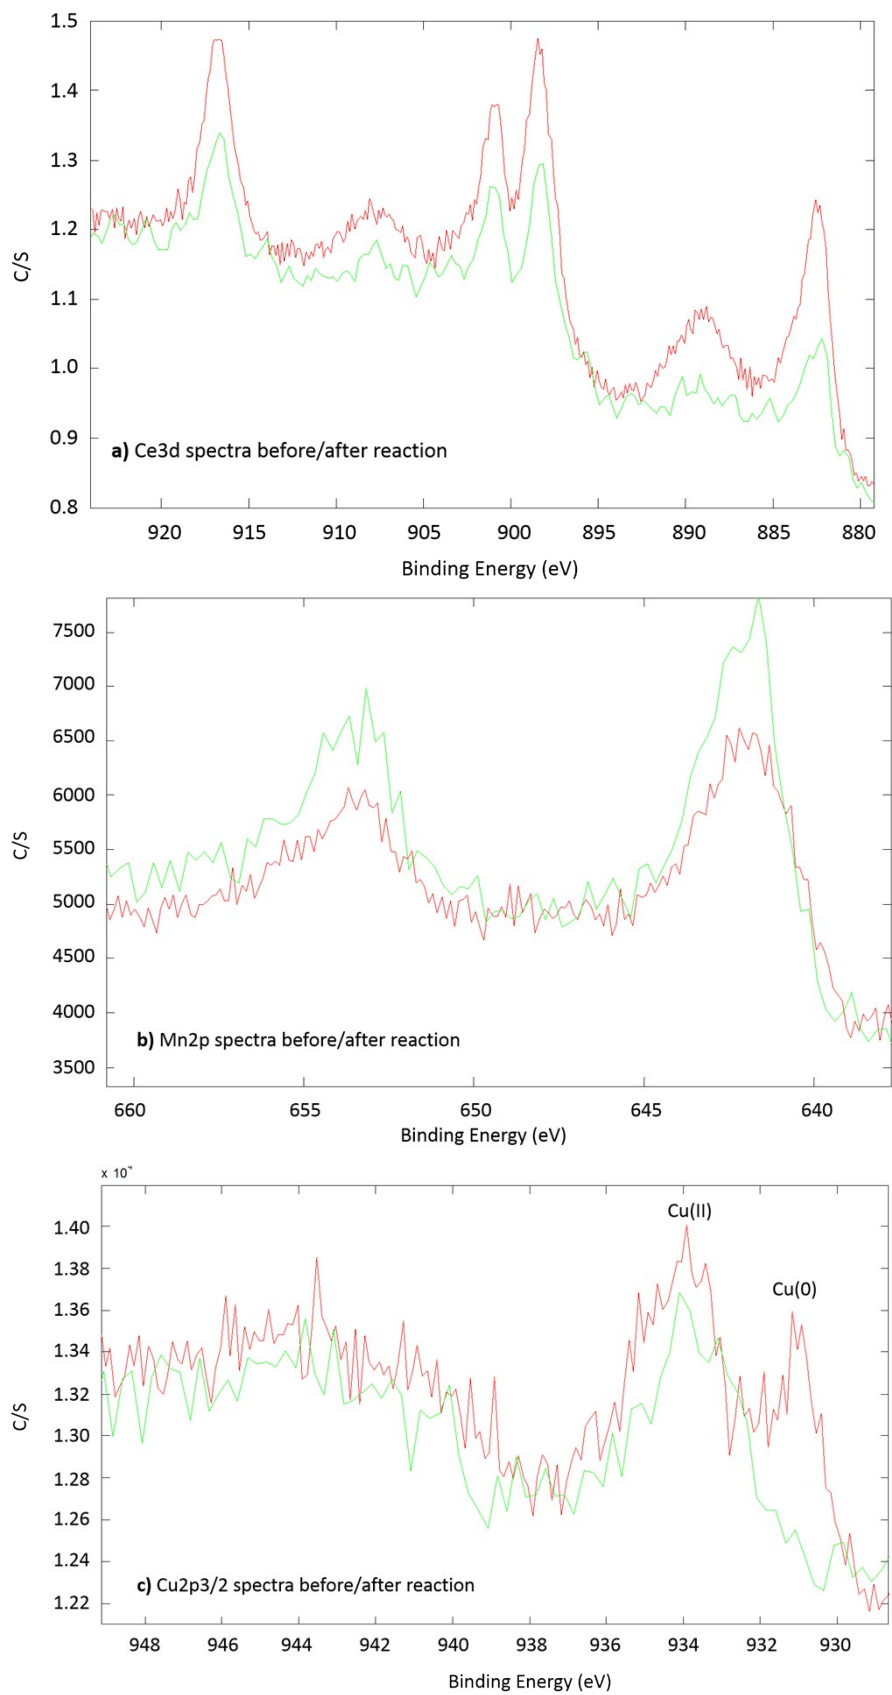 1.5
1.4
1.3
1.2
1.1
1.0
0.9
0.8
C/S
a) Ce3d spectra before/after reaction
920 915 910 905 900 895 890 885 880
Binding Energy (eV)
7500
7000
6500
6000
5500
5000
4500
4000
3500
C/S
b) Mn2p spectra before/after reaction
660 655 650 645 640
Binding Energy (eV)
1.40
1.38
1.36
1.34
1.32
1.30
1.28
1.26
1.24
1.22
C/S
Cu(II)
Cu(0)
c) Cu2p3/2 spectra before/after reaction
948 946 944 942 940 938 936 934 932 930
Binding Energy (eV)